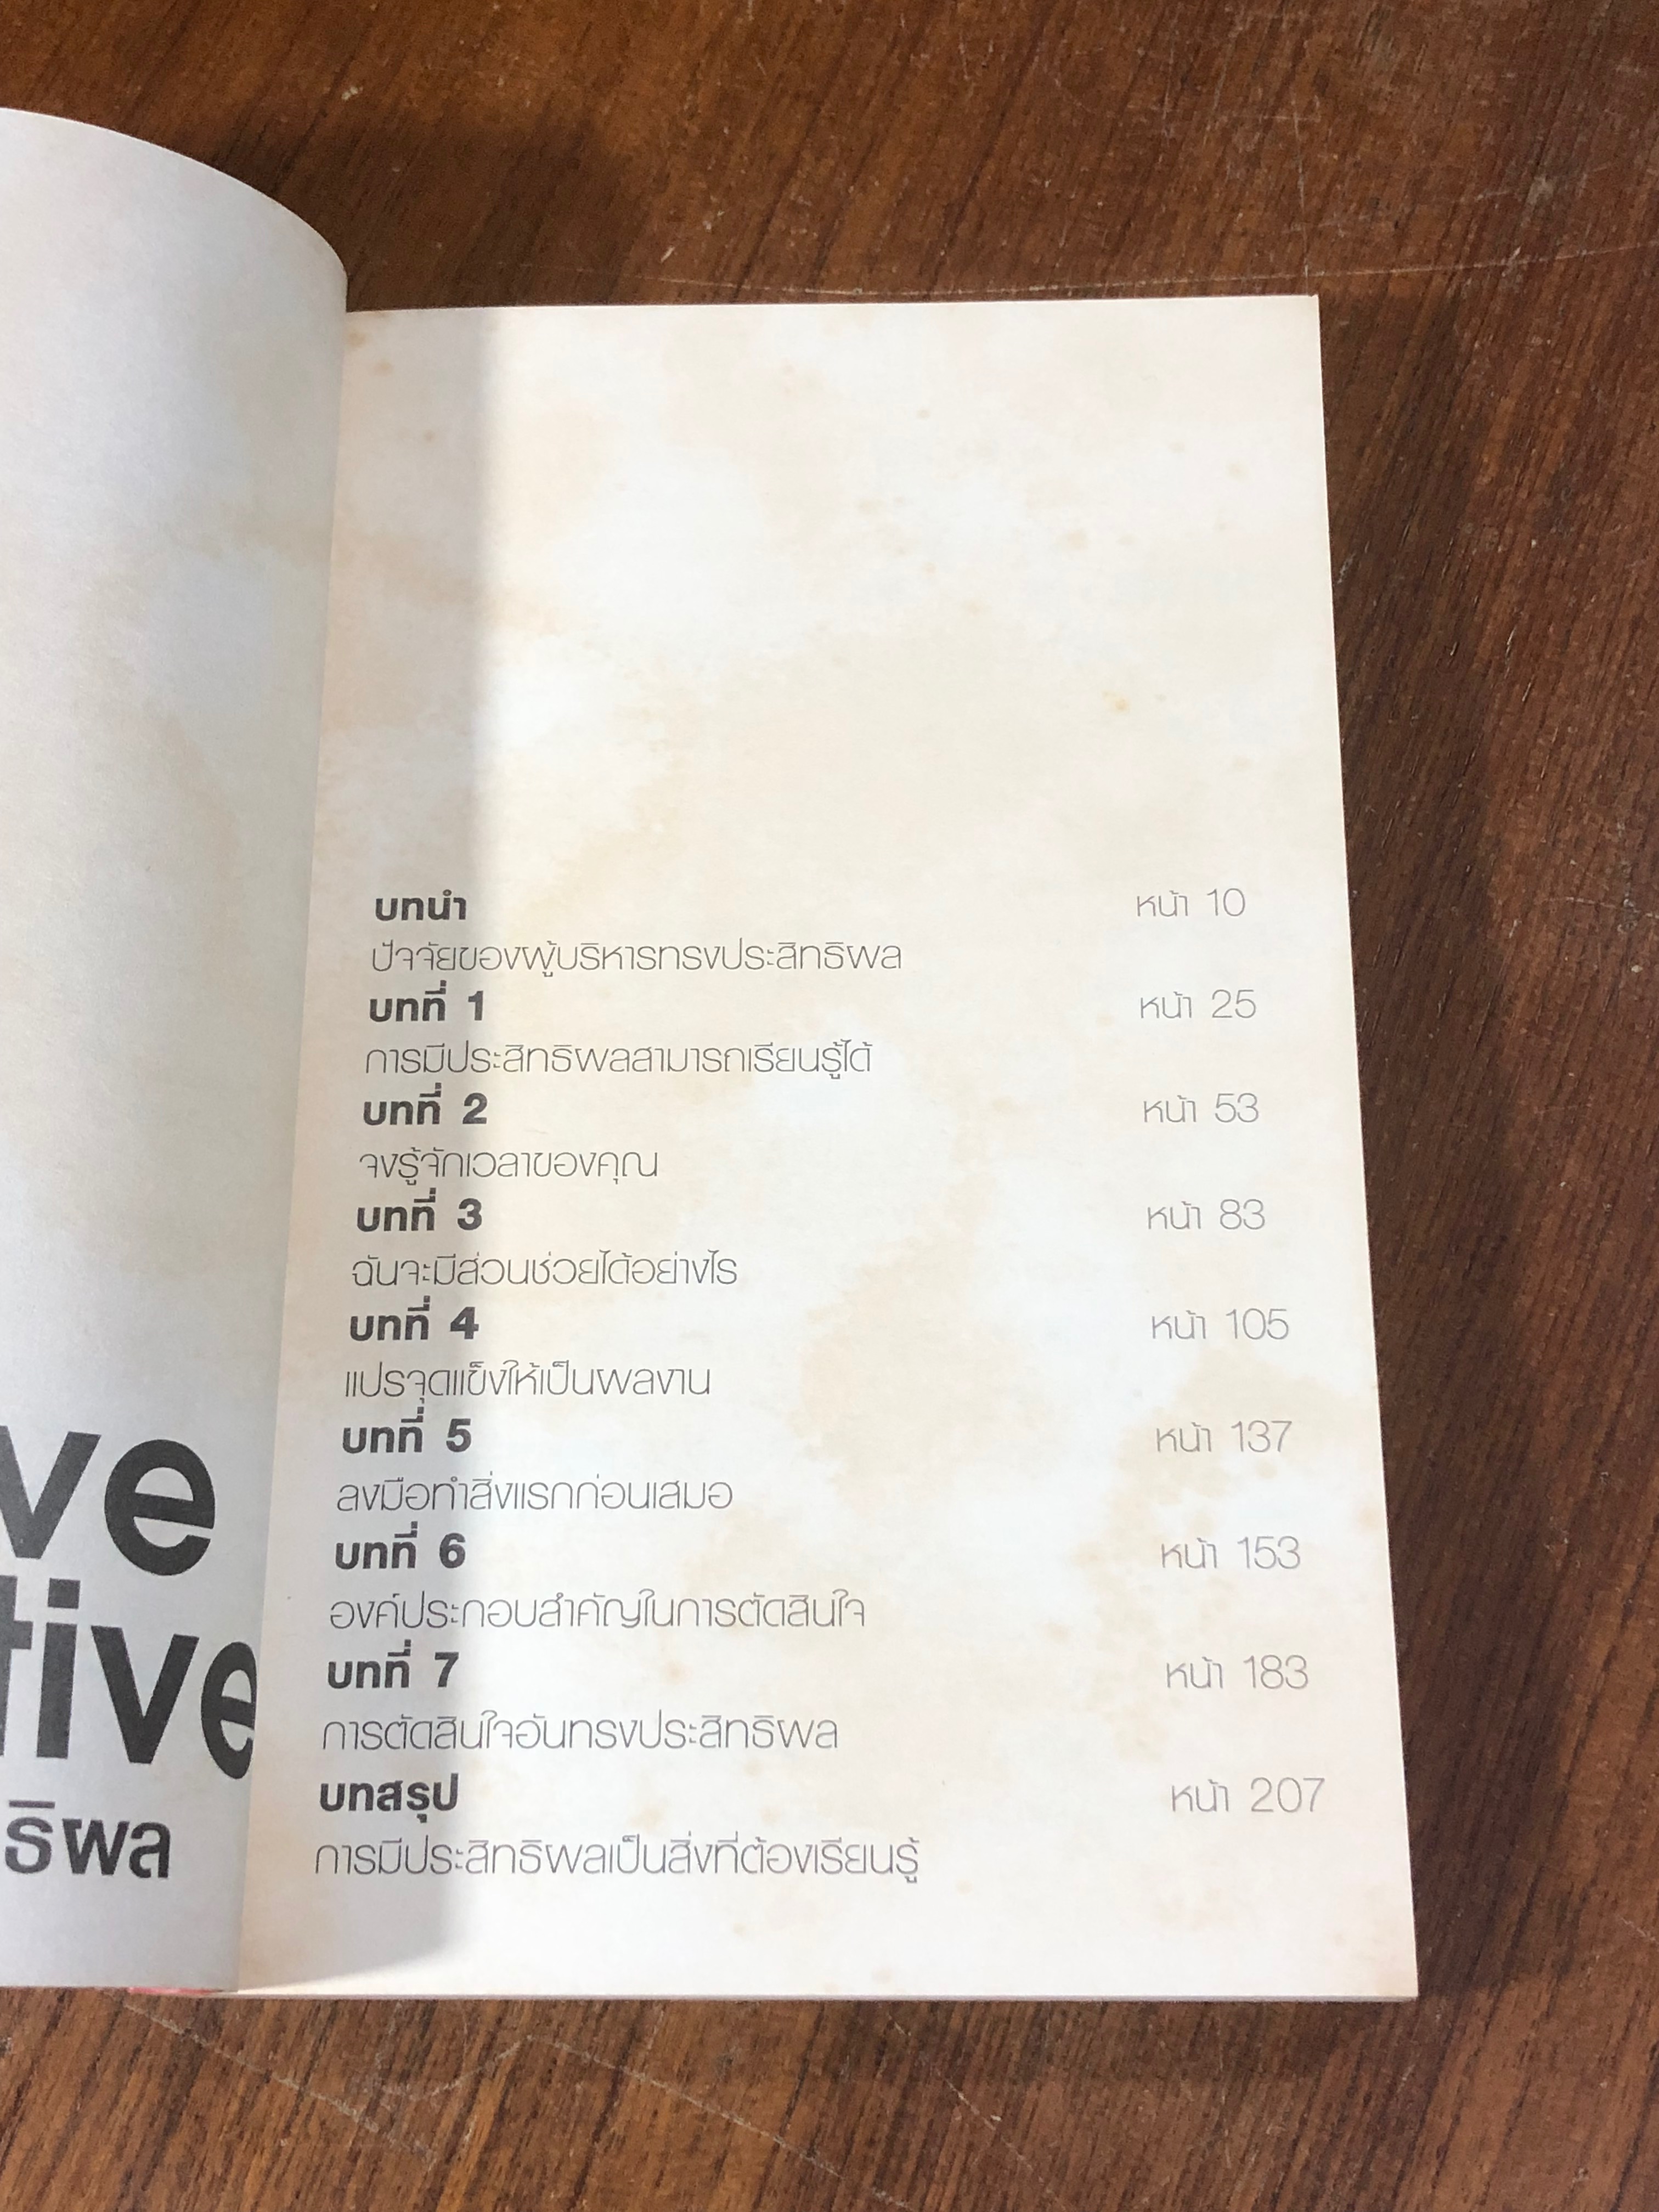 ve
tive
ธิผล
บทนำ หน้า 10
ปัจจัยของผู้บริหารทรงประสิทธิผล
บทที่ 1 หน้า 25
การมีประสิทธิผลสามารถเรียนรู้ได้
บทที่ 2 หน้า 53
จงรู้จักเวลาของคุณ
บทที่ 3 หน้า 83
ฉันจะมีส่วนช่วยได้อย่างไร
บทที่ 4 หน้า 105
แปรจุดแข็งให้เป็นผลงาน
บทที่ 5 หน้า 137
ลงมือทำสิ่งแรกก่อนเสมอ
บทที่ 6 หน้า 153
องค์ประกอบสำคัญในการตัดสินใจ
บทที่ 7 หน้า 183
การตัดสินใจอันทรงประสิทธิผล
บทสรุป หน้า 207
การมีประสิทธิผลเป็นสิ่งที่ต้องเรียนรู้